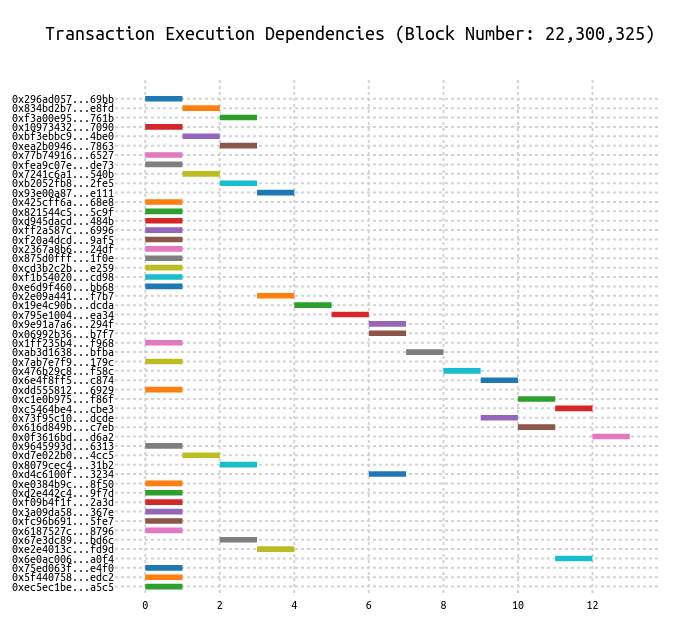 Transaction Execution Dependencies (Block Number: 22,300,325)
0x296ad057...69bb
0x834bd2b7...e8fd
0xf3a00e95...761b
0x10973432...7090
0xbf3ebbc9...4be0
0xea2b0946...7863
0x77b74916...6527
0xfea9c07e...de73
0x7241c6a1...540b
0xb2052fb8...2fe5
0x93e00a87...e111
0x425cff6a...68e8
0x821544c5...5c9f
0xd945dacd...484b
0xff2a587c...6996
0xf20a4dcd...9af5
0x2367a8b6...24df
0x875d0fff...1f0e
0xcd3b2c2b...e259
0xf1b54020...cd98
0xe6d9f460...bb68
0x2e09a441...f7b7
0x19e4c90b...dcda
0x795e1004...ea34
0x9e91a7a6...294f
0x06992b36...b7f7
0x1ff235b4...f968
0xab3d1638...bfba
0x7ab7e7f9...179c
0x476b29c8...f58c
0x6e4f8ff5...c874
0xdd555812...6929
0xc1e0b975...f86f
0xc5464be4...cbe3
0x73f95c10...dcde
0x616d849b...c7eb
0x0f3616bd...d6a2
0x9645993d...6313
0xd7e022b0...4cc5
0x8079cec4...31b2
0xd4c6100f...3234
0xe0384b9c...8f50
0xd2e442c4...9f7d
0xf09b4f1f...2a3d
0x3a09da58...367e
0xfc96b691...5fe7
0x6187527c...8796
0x67e3dc89...bd6c
0xe2e4013c...fd9d
0x6e0ac006...a0f4
0x75ed063f...e4f0
0x5f440758...edc2
0xec5ec1be...a5c5
0 2 4 6 8 10 12